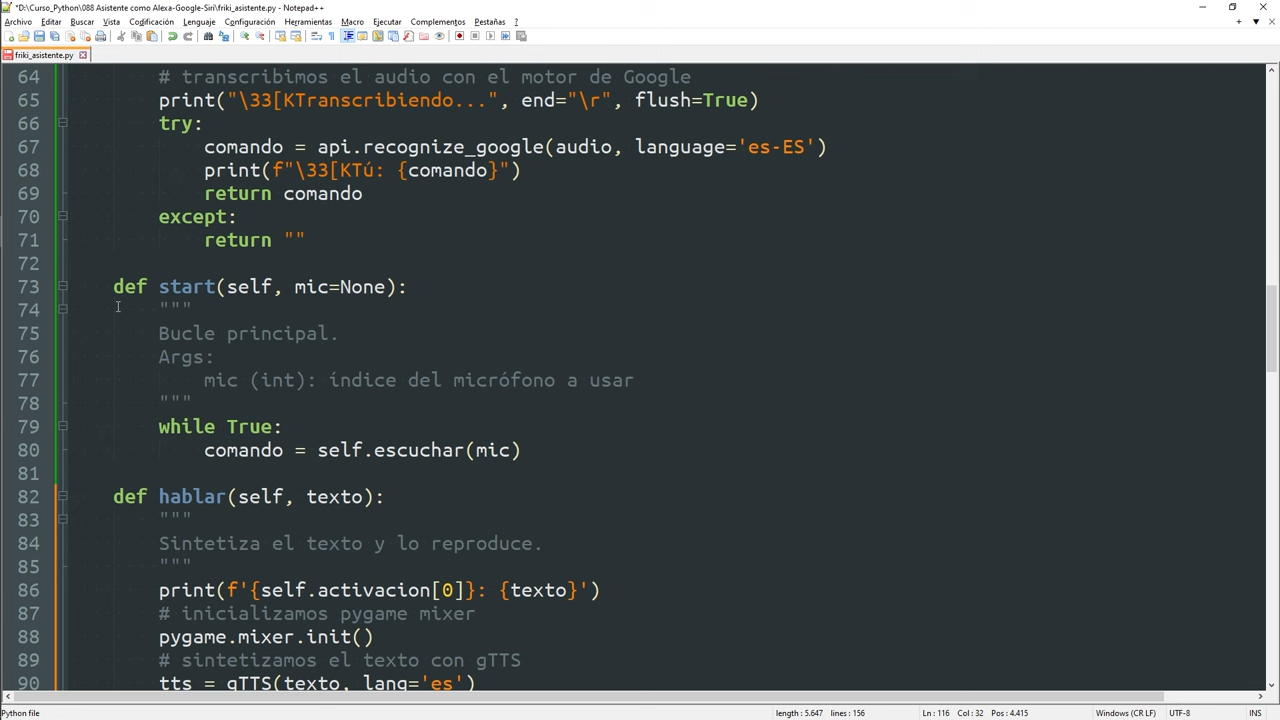 *D:\Curso_Python\088 Asistente como Alexa-Google-Siri\friki_asistente.py - Notepad++
Archivo Editar Buscar Vista Codificación Lenguaje Configuración Herramientas Macro Ejecutar Complementos Pestañas ?
friki_asistente.py
64 # transcribimos el audio con el motor de Google
65 print("\33[KTranscribiendo...", end="\r", flush=True)
66 try:
67 comando = api.recognize_google(audio, language='es-ES')
68 print(f"\33[KTú: {comando}")
69 return comando
70 except:
71 return ""
72
73 def start(self, mic=None):
74 """
75 Bucle principal.
76 Args:
77 mic (int): índice del micrófono a usar
78 """
79 while True:
80 comando = self.escuchar(mic)
81
82 def hablar(self, texto):
83 """
84 Sintetiza el texto y lo reproduce.
85 """
86 print(f'{self.activacion[0]}: {texto}')
87 # inicializamos pygame mixer
88 pygame.mixer.init()
89 # sintetizamos el texto con gTTS
90 tts = gTTS(texto, lang='es')
Python file length : 5.647 lines : 156 Ln : 116 Col : 32 Pos : 4.415 Windows (CR LF) UTF-8 INS